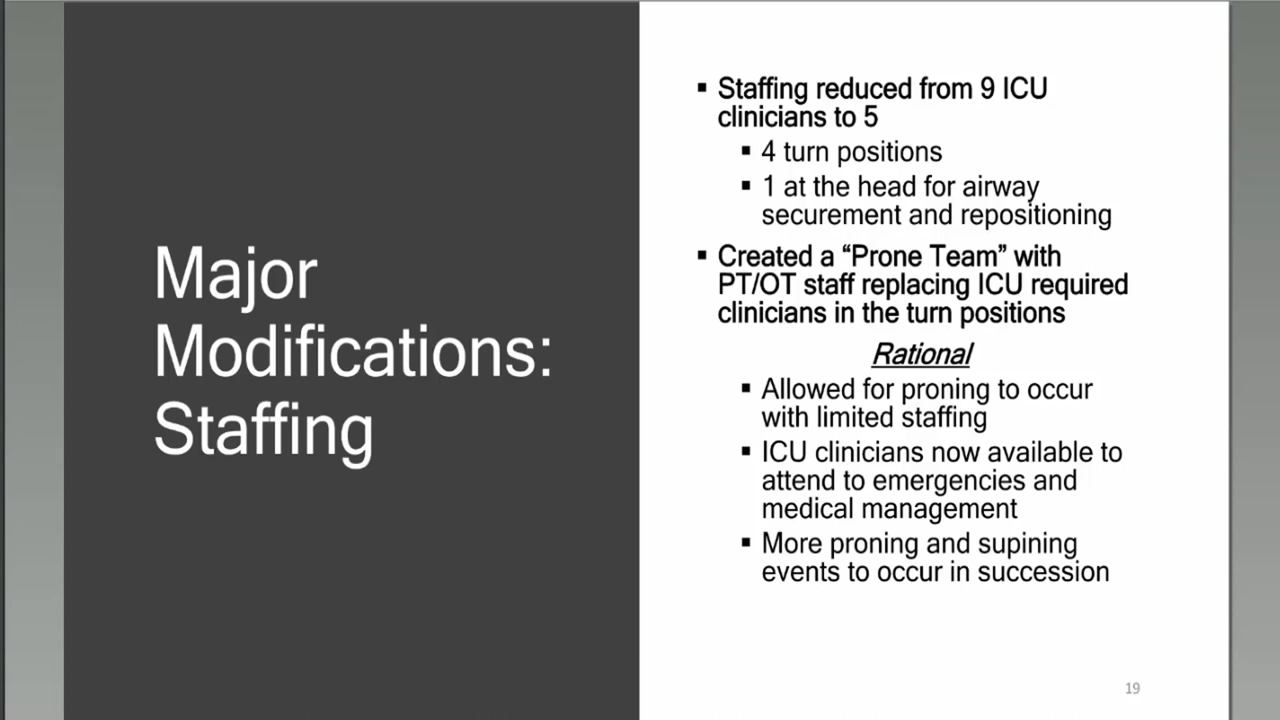 Major
Modifications:
Staffing
▪ Staffing reduced from 9 ICU
clinicians to 5
▪ 4 turn positions
▪ 1 at the head for airway
securement and repositioning
▪ Created a “Prone Team” with
PT/OT staff replacing ICU required
clinicians in the turn positions
Rational
▪ Allowed for proning to occur
with limited staffing
▪ ICU clinicians now available to
attend to emergencies and
medical management
▪ More proning and supining
events to occur in succession
19